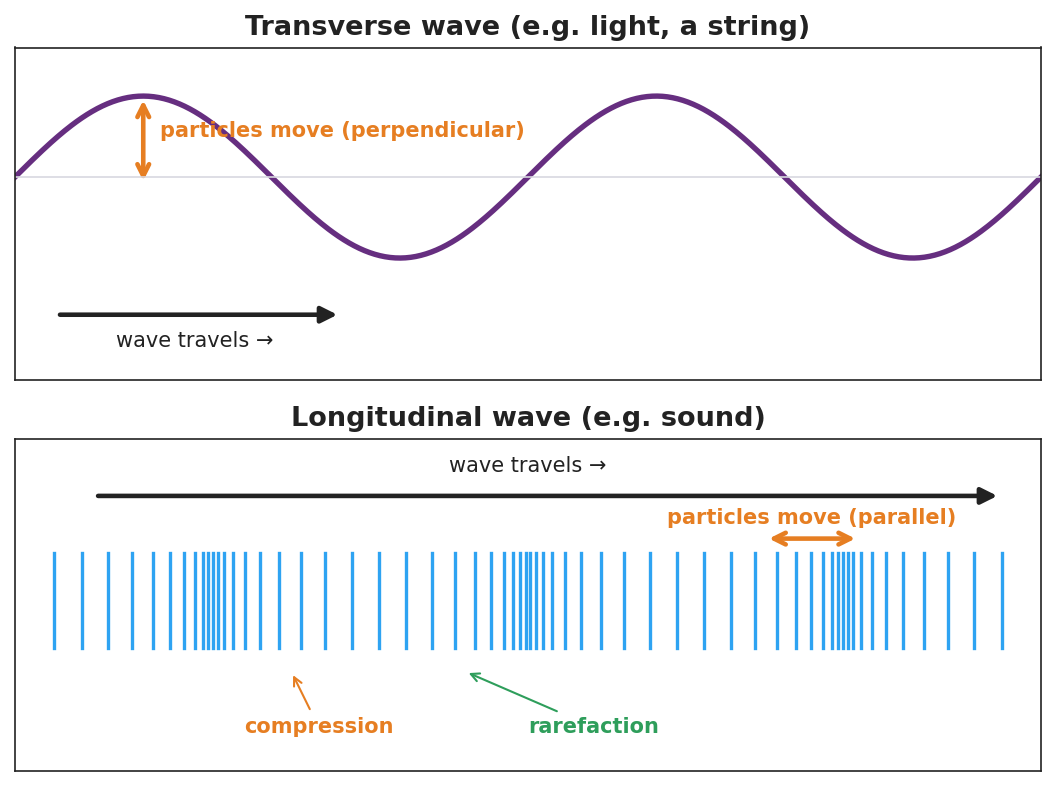 Transverse wave (e.g. light, a string)
particles move (perpendicular)
wave travels →
Longitudinal wave (e.g. sound)
wave travels →
particles move (parallel)
compression
rarefaction